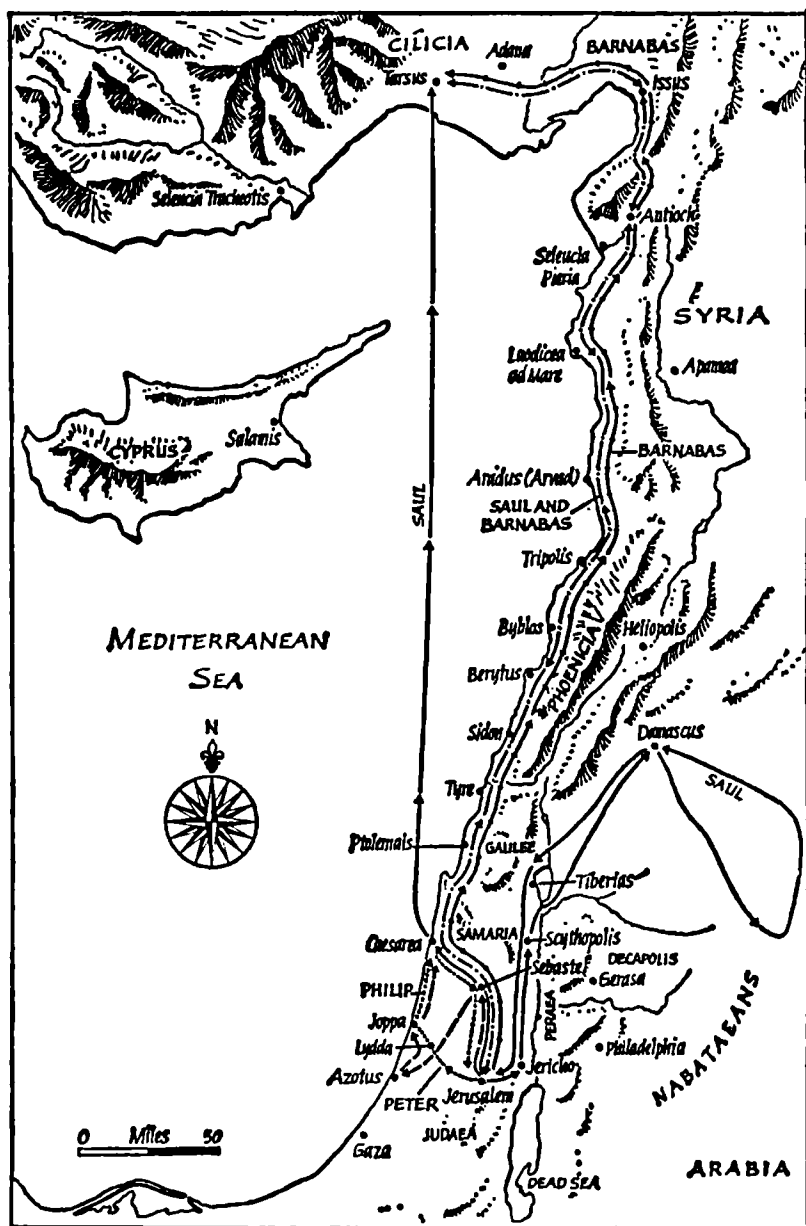 CILICIA
Adana
BARNABAS
Tarsus
Issus
Seleucia Tracheotis
Antioch
Seleucia
Pieria
SYRIA
Laodicea
ad Mare
Apamea
CYPRUS
Salamis
BARNABAS
Aradus (Arvad)
SAUL AND
BARNABAS
SAUL
Tripolis
Byblos
Heliopolis
PHOENICIA
MEDITERRANEAN
SEA
Berytus
Sidon
Damascus
N
SAUL
Tyre
Ptolemais
GALILEE
Tiberias
Caesarea
SAMARIA
Scythopolis
DECAPOLIS
Sebaste
Gerasa
PHILIP
PERAEA
Joppa
Lydda
Philadelphia
NABATAEANS
Azotus
Jericho
PETER
Jerusalem
JUDAEA
0 Miles 50
Gaza
DEAD SEA
ARABIA